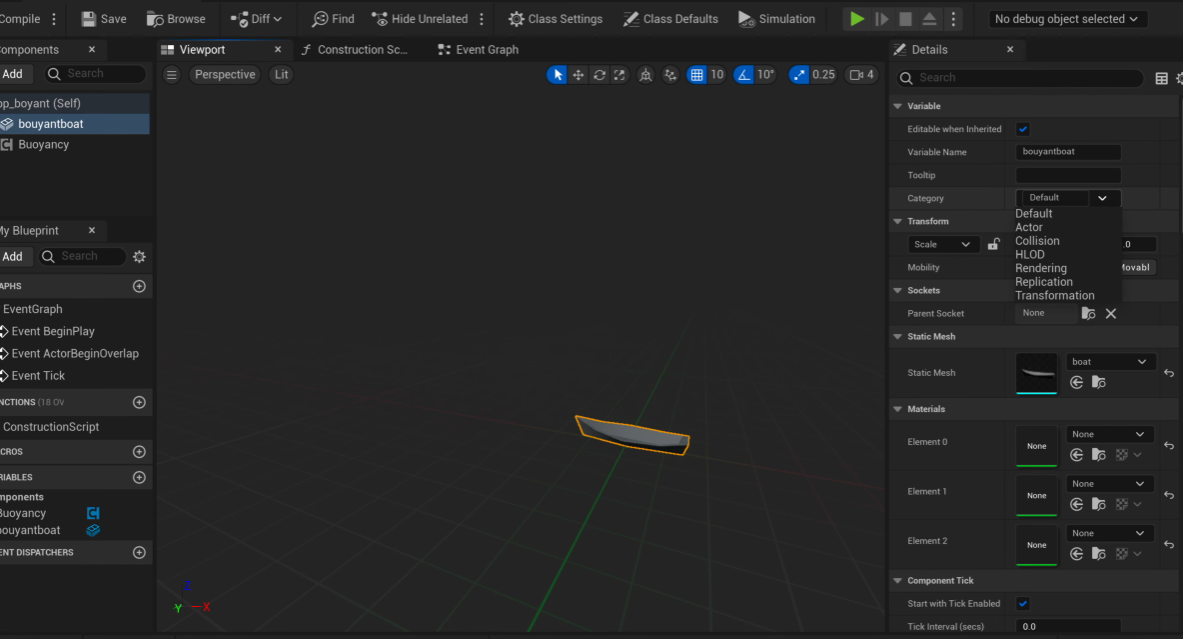 Compile Save Browse Diff Find Hide Unrelated Class Settings Class Defaults Simulation No debug object selected
omponents Viewport Construction Sc... Event Graph Details
Add Search Perspective Lit 10 10° 0.25 4 Search
bp_boyant (Self)
bouyantboat
Buoyancy
My Blueprint
Add Search
APHS
EventGraph
Event BeginPlay
Event ActorBeginOverlap
Event Tick
NCTIONS (18 OV
ConstructionScript
CROS
RIABLES
mponents
Buoyancy
bouyantboat
ENT DISPATCHERS
Z
Y X
Variable
Editable when Inherited
Variable Name bouyantboat
Tooltip
Category Default
Default
Actor
Collision
HLOD
Rendering
Replication
Transformation
Transform
Scale .0
Mobility Movabl
Sockets
Parent Socket None
Static Mesh
Static Mesh boat
Materials
Element 0 None None
Element 1 None None
Element 2 None None
Component Tick
Start with Tick Enabled
Tick Interval (secs) 0.0